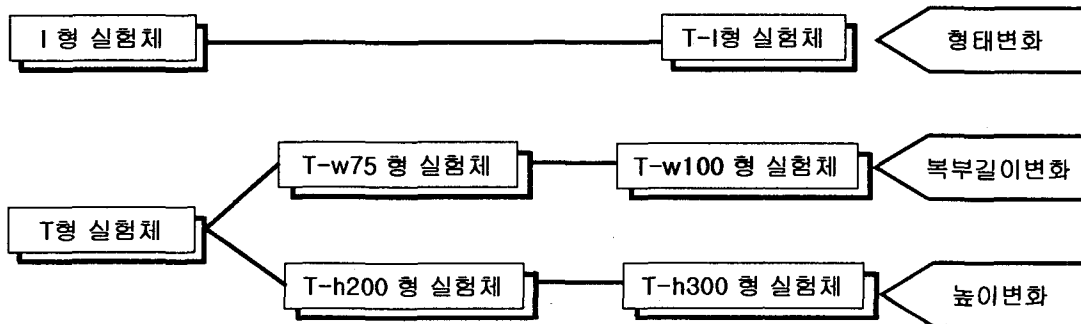 I 형 실험체
T-I형 실험체
형태변화
T-w75 형 실험체
T-w100 형 실험체
복부길이변화
T형 실험체
T-h200 형 실험체
T-h300 형 실험체
높이변화